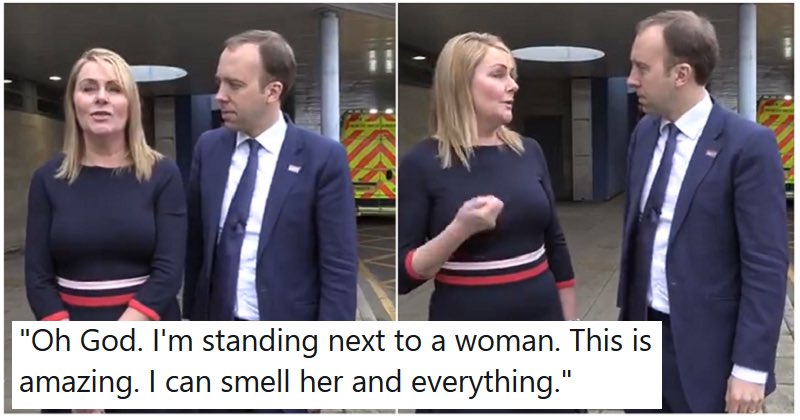 "Oh God. I'm standing next to a woman. This is
amazing. I can smell her and everything."